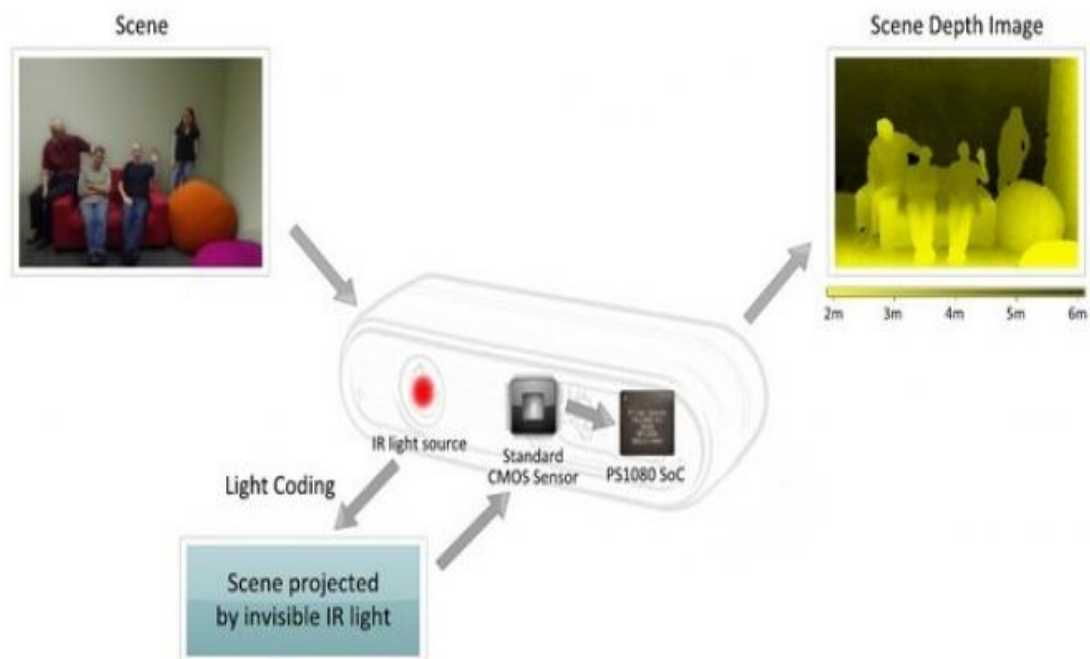 Scene
Scene Depth Image
2m 3m 4m 5m 6m
IR light source
Standard
CMOS Sensor
PS1080 SoC
Light Coding
Scene projected
by invisible IR light